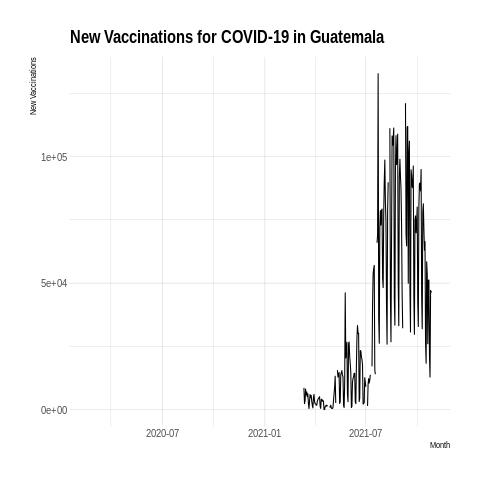 New Vaccinations for COVID-19 in Guatemala
New Vaccinations
1e+05
5e+04
0e+00
2020-07
2021-01
2021-07
Month